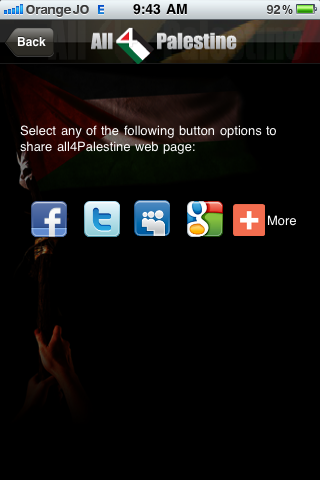 OrangeJO E 9:43 AM 92%
Back All 4 Palestine
Select any of the following button options to
share all4Palestine web page:
f t g More